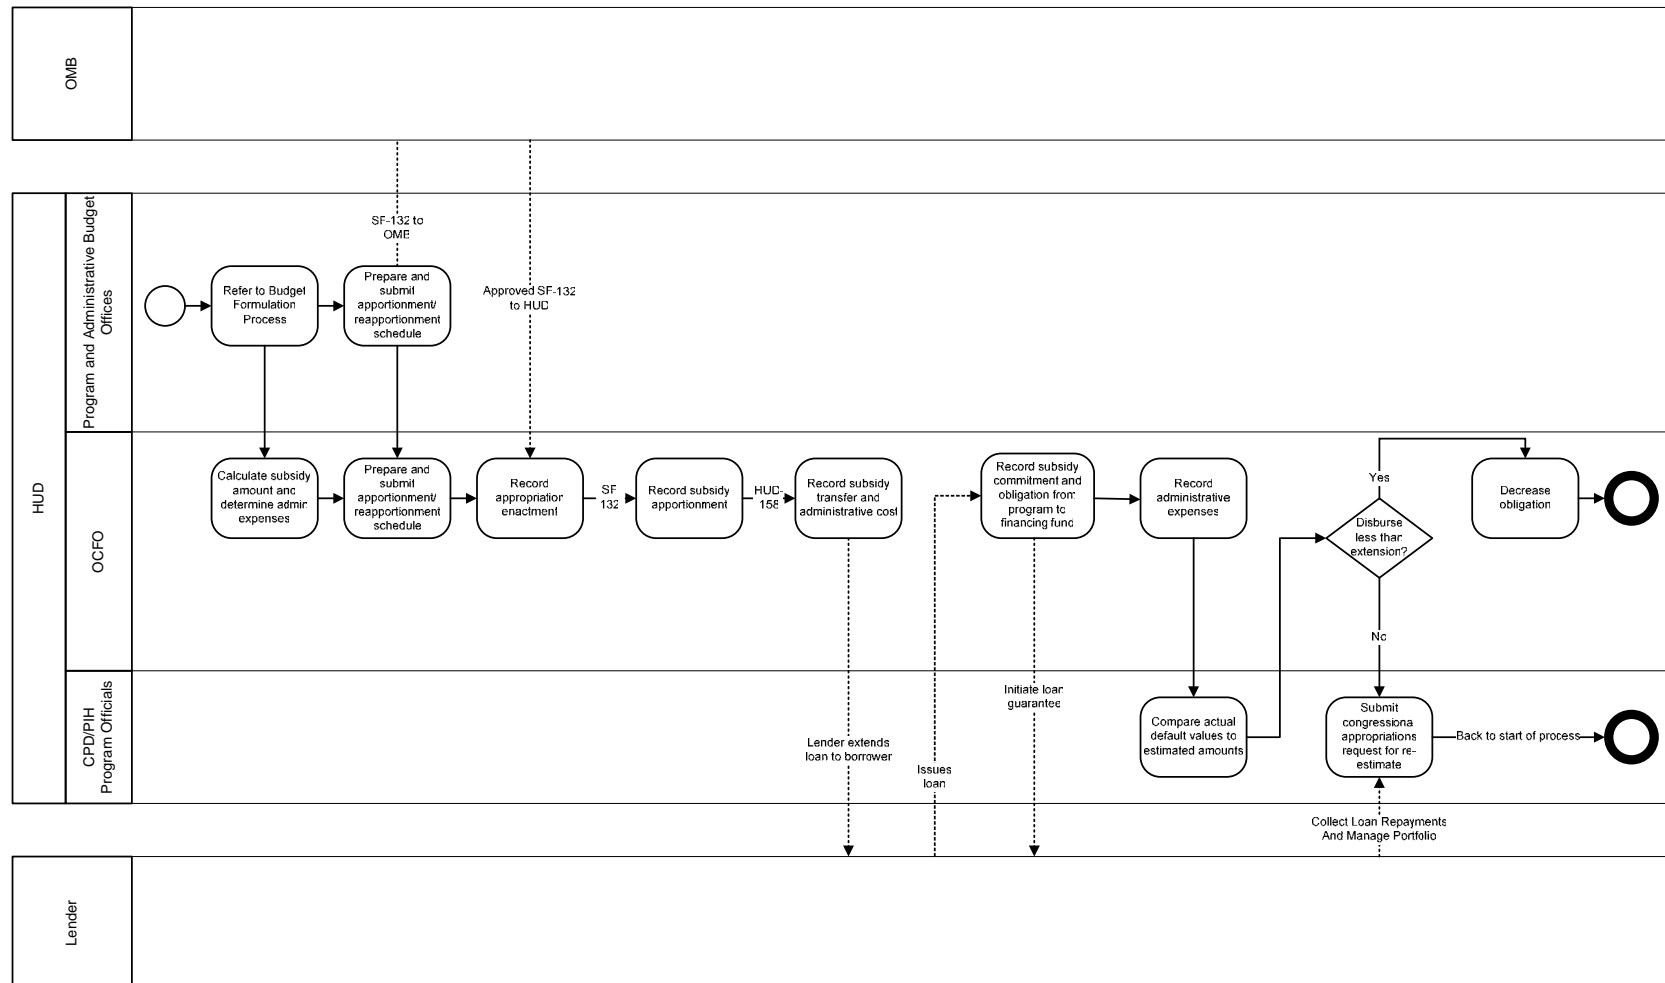 OMB
HUD
Program and Administrative Budget
Offices
SF-132 to
OMB
Refer to Budget
Formulation
Process
Prepare and
submit
apportionment/
reapportionment
schedule
Approved SF-132
to HUD
OCFO
Calculate subsidy
amount and
determine admin
expenses
Prepare and
submit
apportionment/
reapportionment
schedule
Record
appropriation
enactment
SF
132
Record subsidy
apportionment
HUD-
158
Record subsidy
transfer and
administrative cost
Record subsidy
commitment and
obligation from
program to
financing fund
Record
administrative
expenses
Disburse
less than
extension?
Yes
No
Decrease
obligation
CPD/PIH
Program Officials
Lender extends
loan to borrower
Issues
loan
Initiate loan
guarantee
Compare actual
default values to
estimated amounts
Submit
congressiona
appropriations
request for re-
estimate
Back to start of process
Collect Loan Repayments
And Manage Portfolio
Lender